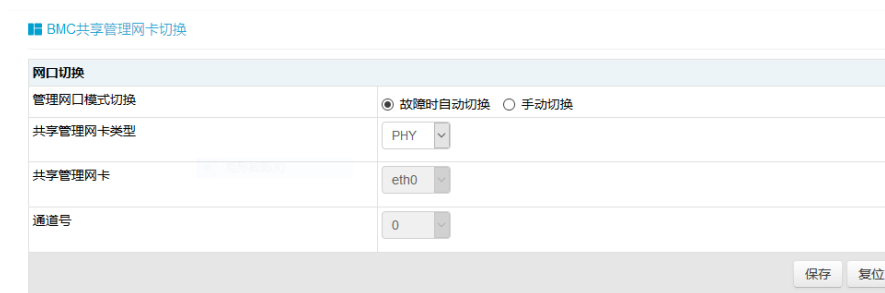 BMC共享管理网卡切换
网口切换
管理网口模式切换 故障时自动切换 手动切换
共享管理网卡类型 PHY
共享管理网卡 eth0
通道号 0
保存 复位